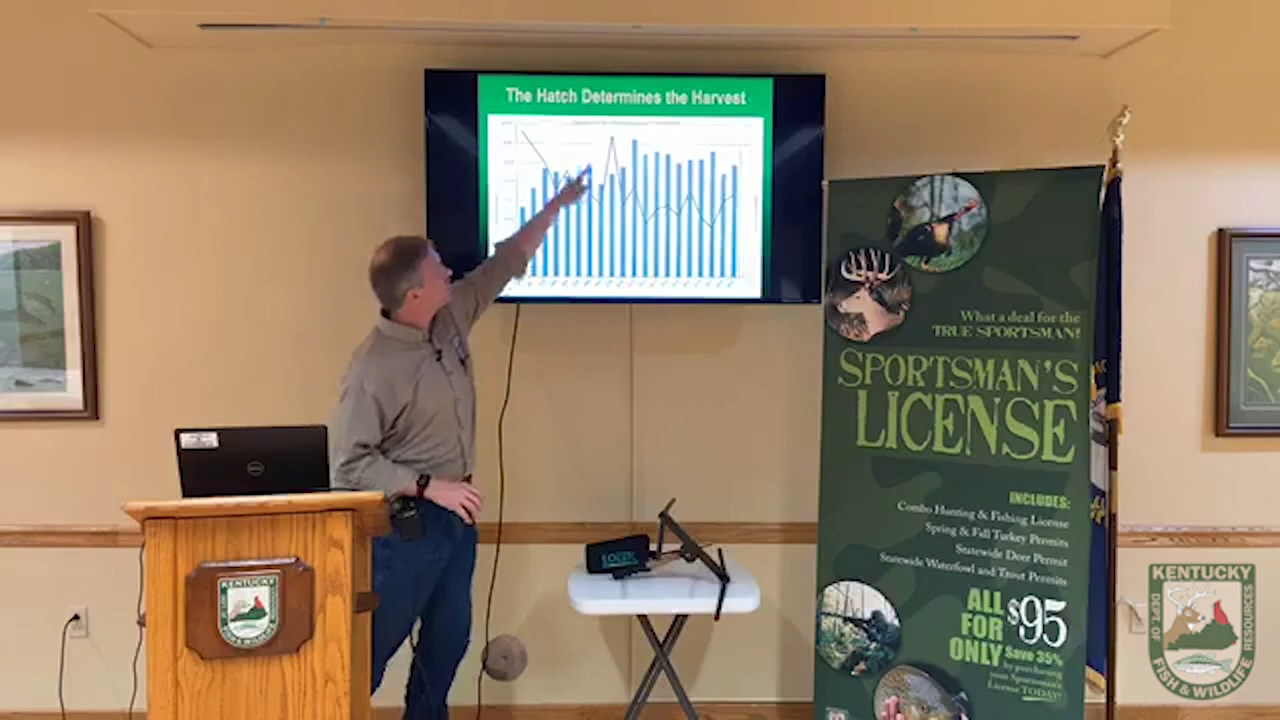 The Hatch Determines the Harvest
What a deal for the
TRUE SPORTSMAN!
SPORTSMAN'S
LICENSE
INCLUDES:
Combo Hunting & Fishing License
Spring & Fall Turkey Permits
Statewide Deer Permit
Statewide Waterfowl and Trout Permits
ALL
FOR
ONLY
$95
Save 35%
by purchasing
your Sportsman's
License TODAY!
DELL
KENTUCKY
KENTUCKY
DEPT. OF
RESOURCES
FISH & WILDLIFE